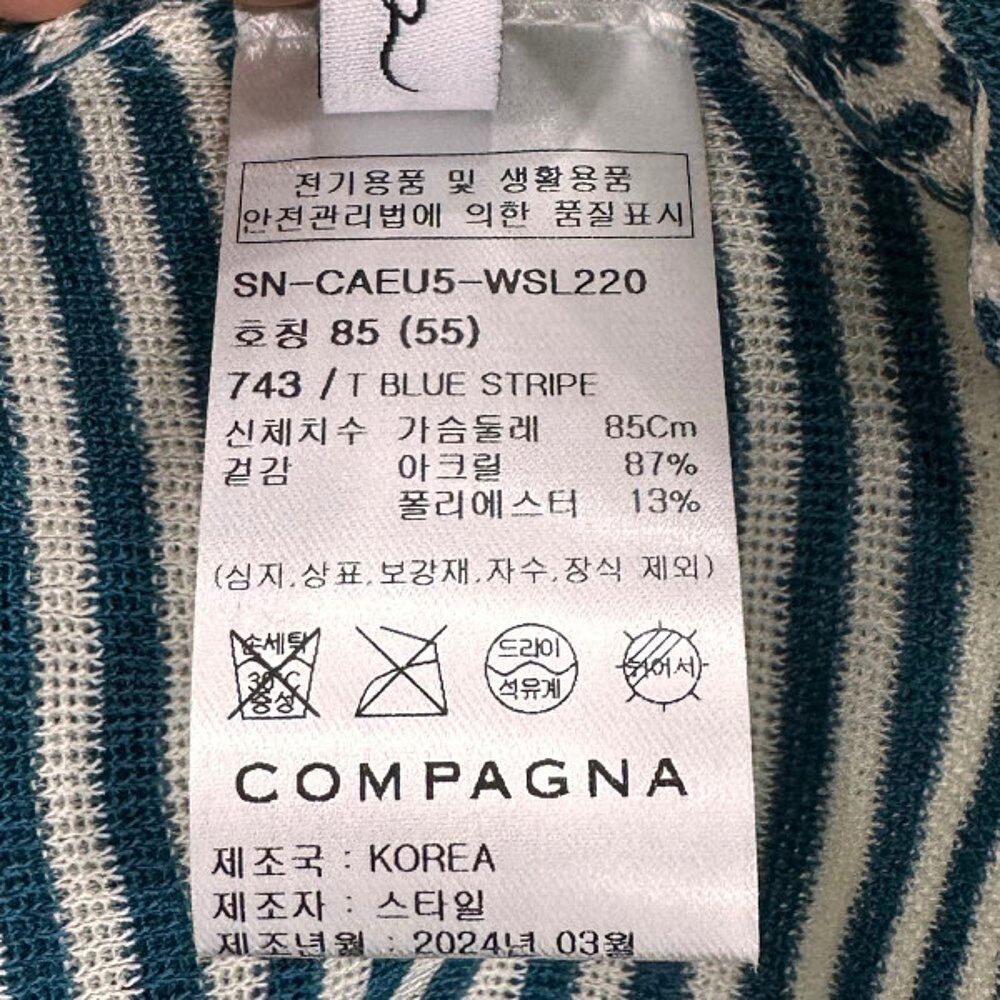 전기용품 및 생활용품
안전관리법에 의한 품질표시
SN-CAEU5-WSL220
호칭 85 (55)
743 / T BLUE STRIPE
신체치수 가슴둘레 85Cm
겉감 아크릴 87%
폴리에스터 13%
(심지,상표,보강재,자수,장식 제외)
손세탁 30℃ 중성
드라이 석유계
뉘어서
COMPAGNA
제조국 : KOREA
제조자 : 스타일
제조년월 : 2024년 03월